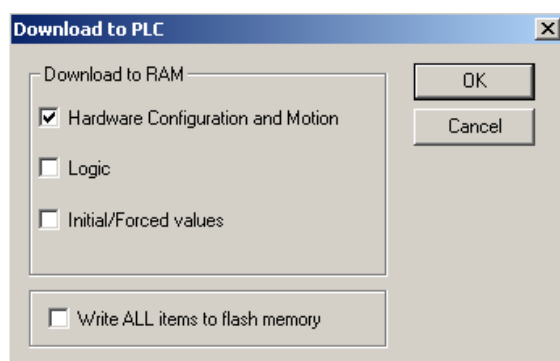 Download to PLC
Download to RAM
OK
Hardware Configuration and Motion
Cancel
Logic
Initial/Forced values
Write ALL items to flash memory